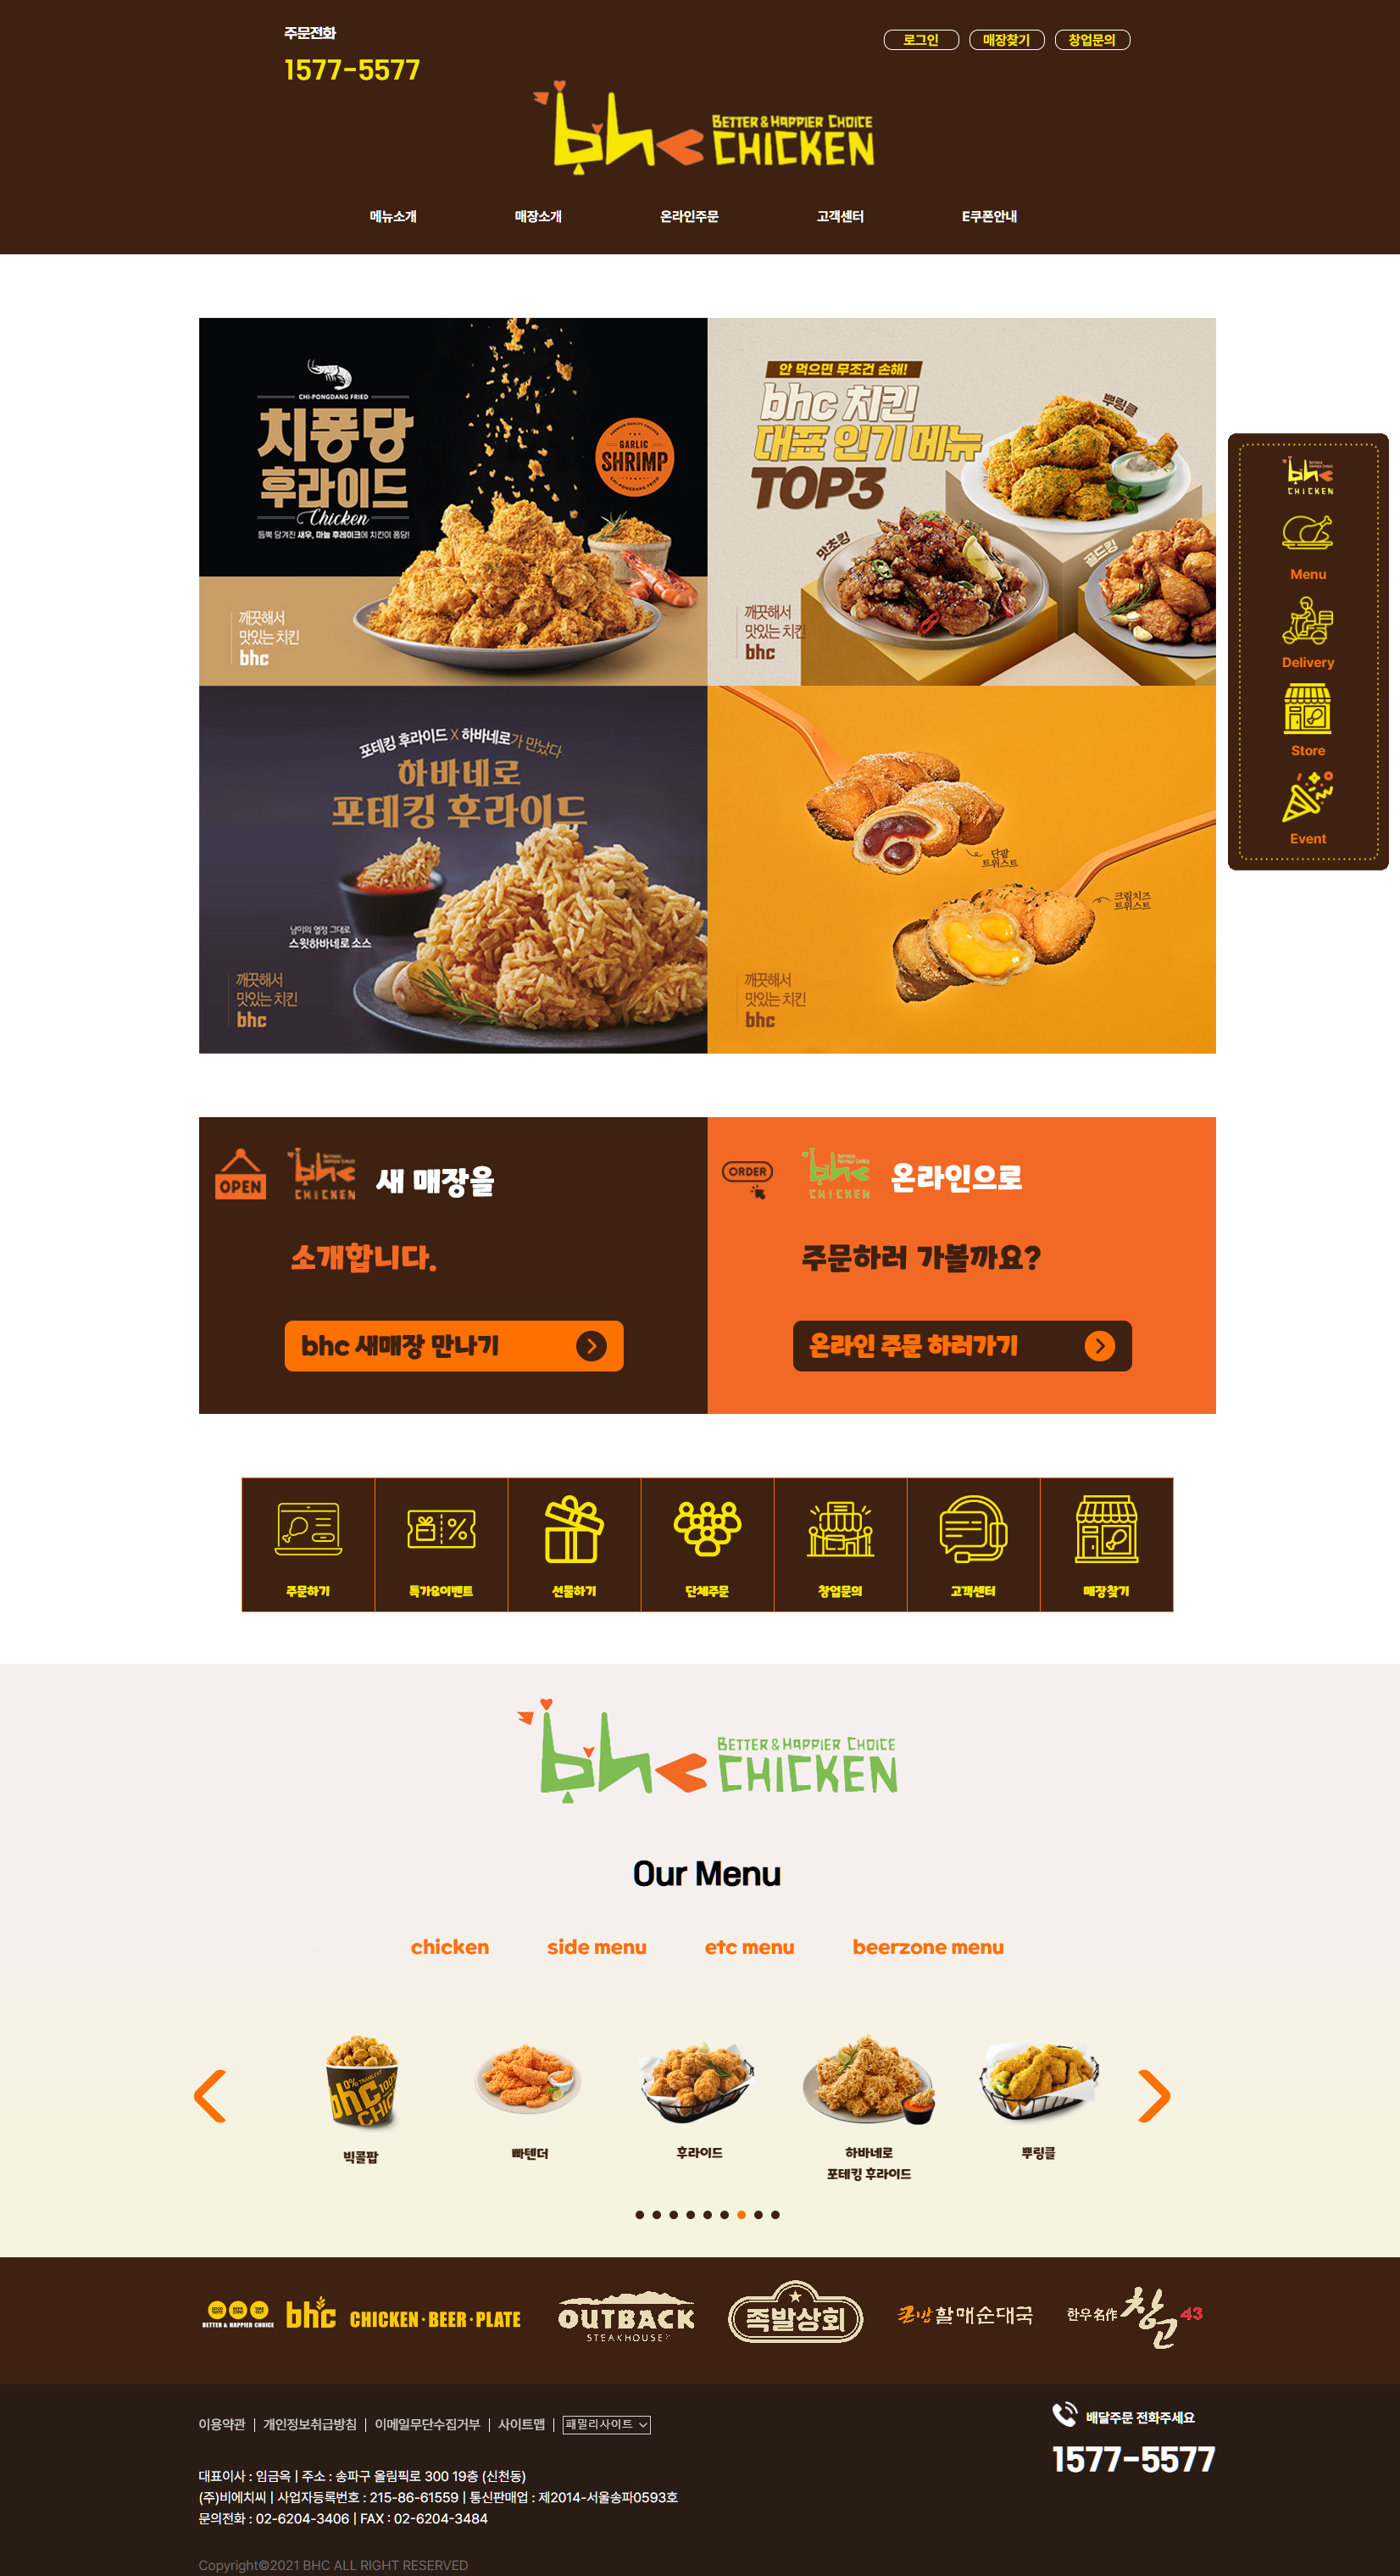 주문전화
1577-5577
로그인
매장찾기
창업문의
bhc BETTER & HAPPIER CHOICE
CHICKEN
메뉴소개
매장소개
온라인주문
고객센터
E쿠폰안내
CHI-PONGDANG FRIED
치퐁당
후라이드
Chicken
듬뿍 담겨진 새우, 마늘 후레이크에 치킨이 퐁당!
GARLIC
SHRIMP
CHI-PONGDANG FRIED
깨끗해서
맛있는 치킨
bhc
안 먹으면 무조건 손해!
bhc 치킨
대표 인기 메뉴
TOP3
뿌링클
맛초킹
골드킹
깨끗해서
맛있는 치킨
bhc
포테킹 후라이드 X 하바네로가 만났다.
하바네로
포테킹 후라이드
남미의 열정 그대로
스윗하바네로 소스
깨끗해서
맛있는 치킨
bhc
단팥
트위스트
크림치즈
트위스트
깨끗해서
맛있는 치킨
bhc
bhc
CHICKEN
Menu
Delivery
Store
Event
OPEN
bhc
CHICKEN
새 매장을
소개합니다.
bhc 새매장 만나기
ORDER
bhc
CHICKEN
온라인으로
주문하러 가볼까요?
온라인 주문 하러가기
주문하기
특가&이벤트
선물하기
단체주문
창업문의
고객센터
매장찾기
bhc BETTER & HAPPIER CHOICE
CHICKEN
Our Menu
chicken
side menu
etc menu
beerzone menu
빅콜팝
빠텐더
후라이드
하바네로
포테킹 후라이드
뿌링클
BETTER & HAPPIER CHOICE
bhc CHICKEN·BEER·PLATE
OUTBACK
STEAKHOUSE
족발상회
큰맘할매순대국
한우名作 창고 43
이용약관 | 개인정보취급방침 | 이메일무단수집거부 | 사이트맵 | 패밀리사이트
배달주문 전화주세요
1577-5577
대표이사 : 임금옥 | 주소 : 송파구 올림픽로 300 19층 (신천동)
(주)비에치씨 | 사업자등록번호 : 215-86-61559 | 통신판매업 : 제2014-서울송파0593호
문의전화 : 02-6204-3406 | FAX : 02-6204-3484
Copyright©2021 BHC ALL RIGHT RESERVED